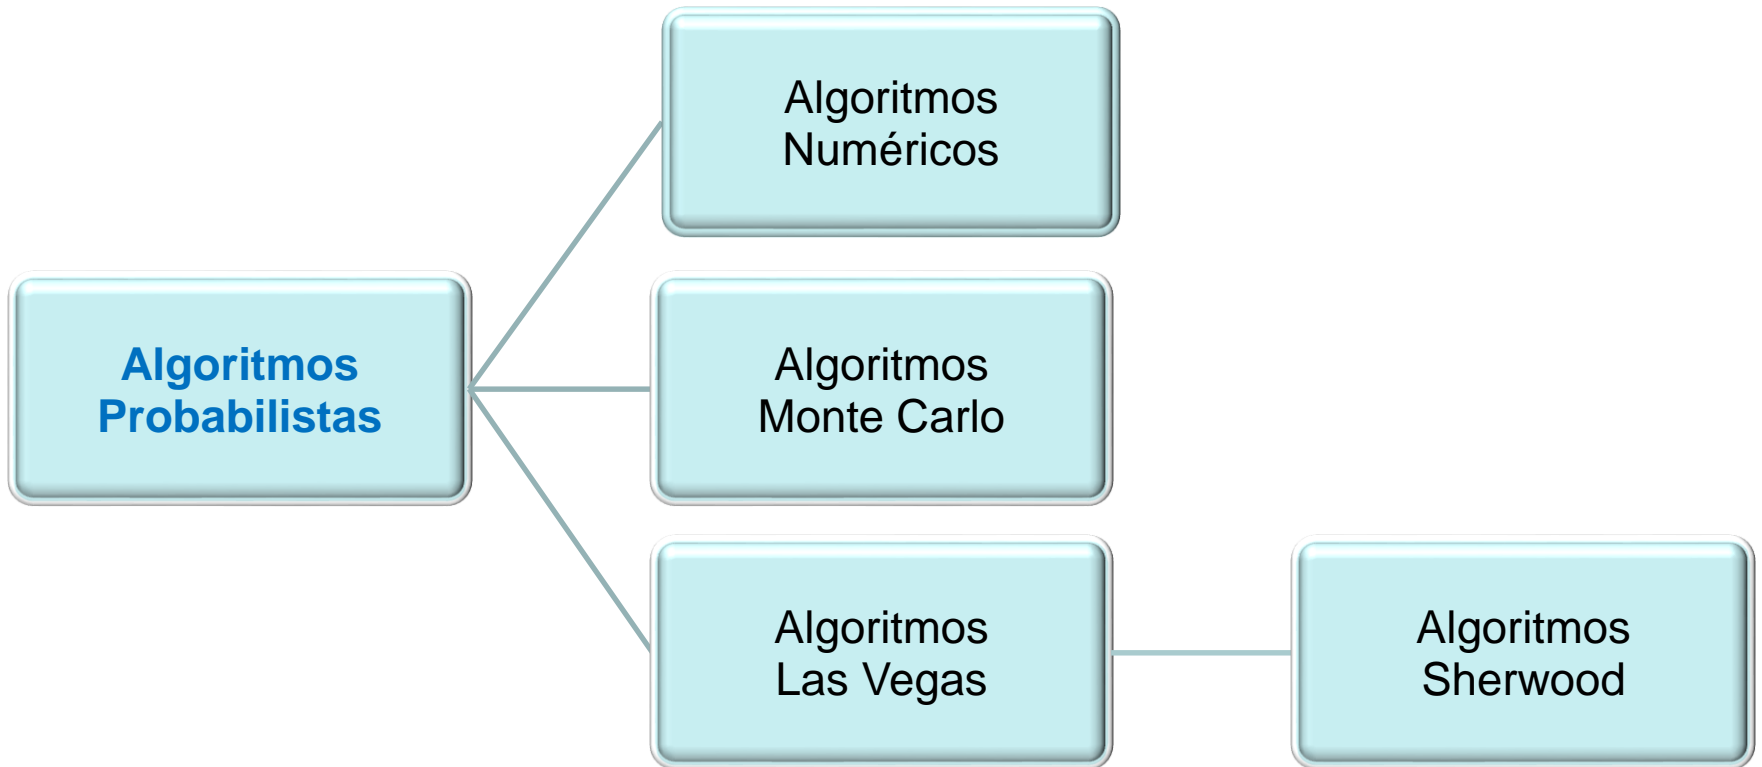 Algoritmos
Numéricos
Algoritmos
Probabilistas
Algoritmos
Monte Carlo
Algoritmos
Las Vegas
Algoritmos
Sherwood